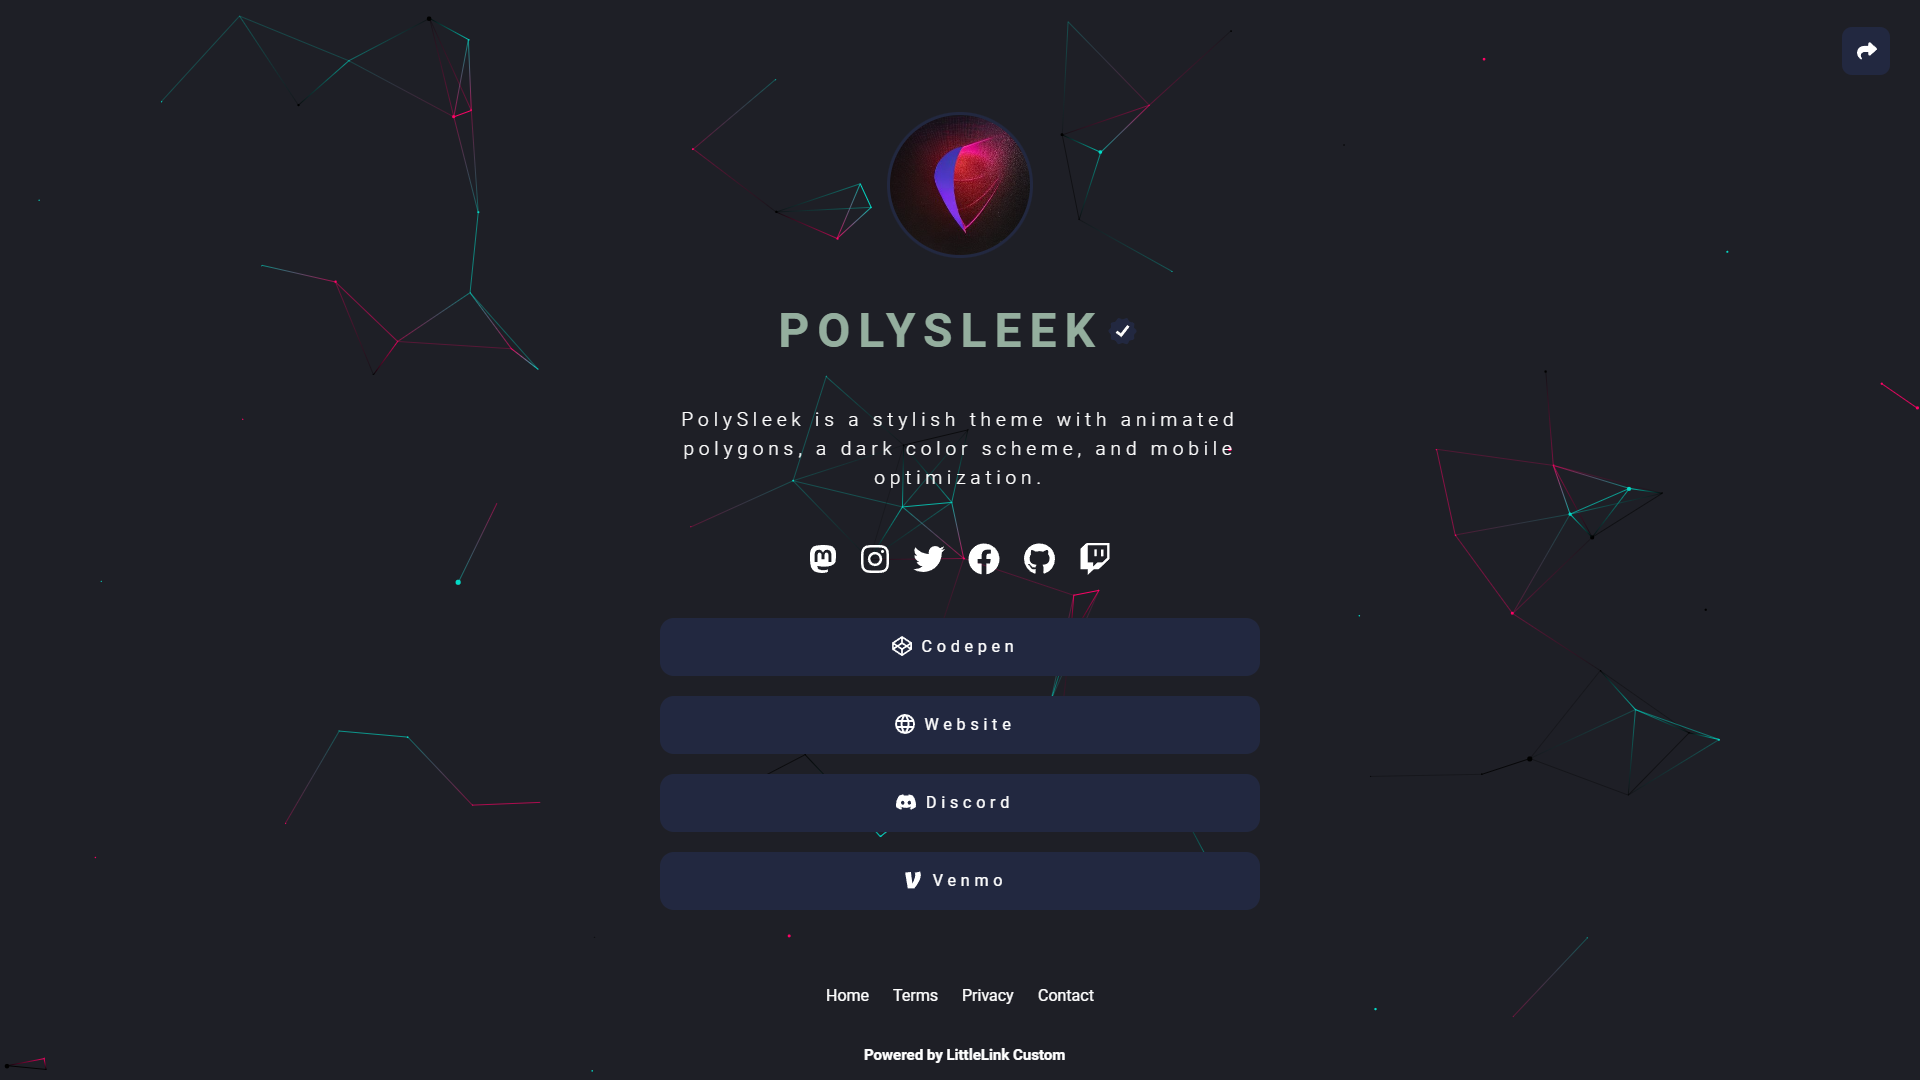 POLYSLEEK
PolySleek is a stylish theme with animated
polygons, a dark color scheme, and mobile
optimization.
Codepen
Website
Discord
Venmo
Home Terms Privacy Contact
Powered by LittleLink Custom